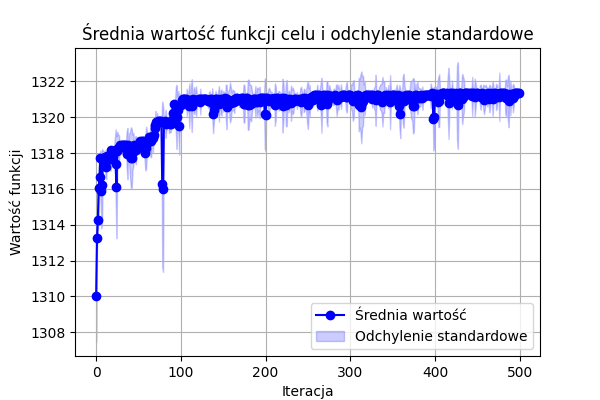 Średnia wartość funkcji celu i odchylenie standardowe
Wartość funkcji
1322
1320
1318
1316
1314
1312
1310
1308
Średnia wartość
Odchylenie standardowe
0 100 200 300 400 500
Iteracja